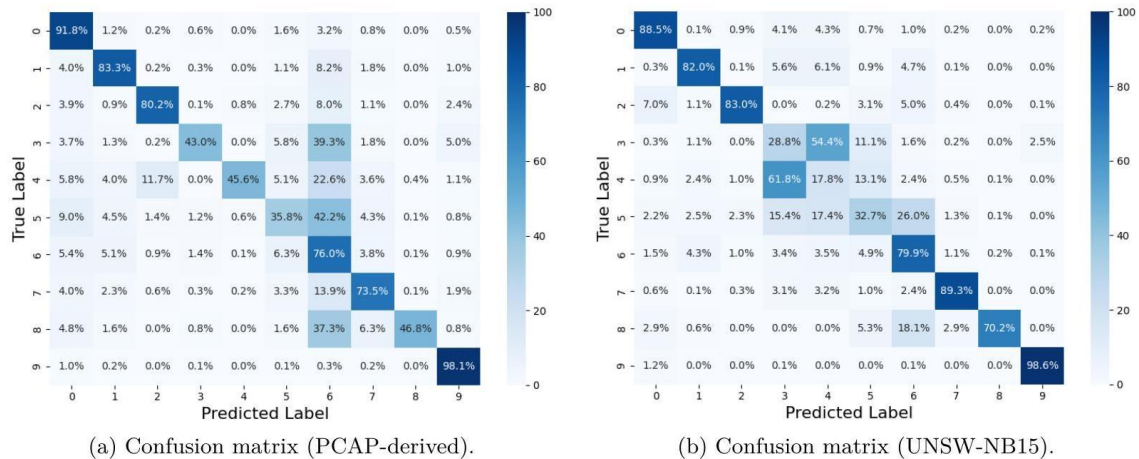 0 91.8% 1.2% 0.2% 0.6% 0.0% 1.6% 3.2% 0.8% 0.0% 0.5%
1 4.0% 83.3% 0.2% 0.3% 0.0% 1.1% 8.2% 1.8% 0.0% 1.0%
2 3.9% 0.9% 80.2% 0.1% 0.8% 2.7% 8.0% 1.1% 0.0% 2.4%
3 3.7% 1.3% 0.2% 43.0% 0.0% 5.8% 39.3% 1.8% 0.0% 5.0%
4 5.8% 4.0% 11.7% 0.0% 45.6% 5.1% 22.6% 3.6% 0.4% 1.1%
5 9.0% 4.5% 1.4% 1.2% 0.6% 35.8% 42.2% 4.3% 0.1% 0.8%
6 5.4% 5.1% 0.9% 1.4% 0.1% 6.3% 76.0% 3.8% 0.1% 0.9%
7 4.0% 2.3% 0.6% 0.3% 0.2% 3.3% 13.9% 73.5% 0.1% 1.9%
8 4.8% 1.6% 0.0% 0.8% 0.0% 1.6% 37.3% 6.3% 46.8% 0.8%
9 1.0% 0.2% 0.0% 0.1% 0.0% 0.1% 0.3% 0.2% 0.0% 98.1%
0 1 2 3 4 5 6 7 8 9
True Label
Predicted Label
100
80
60
40
20
0
(a) Confusion matrix (PCAP-derived).
0 88.5% 0.1% 0.9% 4.1% 4.3% 0.7% 1.0% 0.2% 0.0% 0.2%
1 0.3% 82.0% 0.1% 5.6% 6.1% 0.9% 4.7% 0.1% 0.0% 0.0%
2 7.0% 1.1% 83.0% 0.0% 0.2% 3.1% 5.0% 0.4% 0.0% 0.1%
3 0.3% 1.1% 0.0% 28.8% 54.4% 11.1% 1.6% 0.2% 0.0% 2.5%
4 0.9% 2.4% 1.0% 61.8% 17.8% 13.1% 2.4% 0.5% 0.1% 0.0%
5 2.2% 2.5% 2.3% 15.4% 17.4% 32.7% 26.0% 1.3% 0.1% 0.0%
6 1.5% 4.3% 1.0% 3.4% 3.5% 4.9% 79.9% 1.1% 0.2% 0.1%
7 0.6% 0.1% 0.3% 3.1% 3.2% 1.0% 2.4% 89.3% 0.0% 0.0%
8 2.9% 0.6% 0.0% 0.0% 0.0% 5.3% 18.1% 2.9% 70.2% 0.0%
9 1.2% 0.0% 0.0% 0.1% 0.0% 0.0% 0.1% 0.0% 0.0% 98.6%
0 1 2 3 4 5 6 7 8 9
True Label
Predicted Label
100
80
60
40
20
0
(b) Confusion matrix (UNSW-NB15).